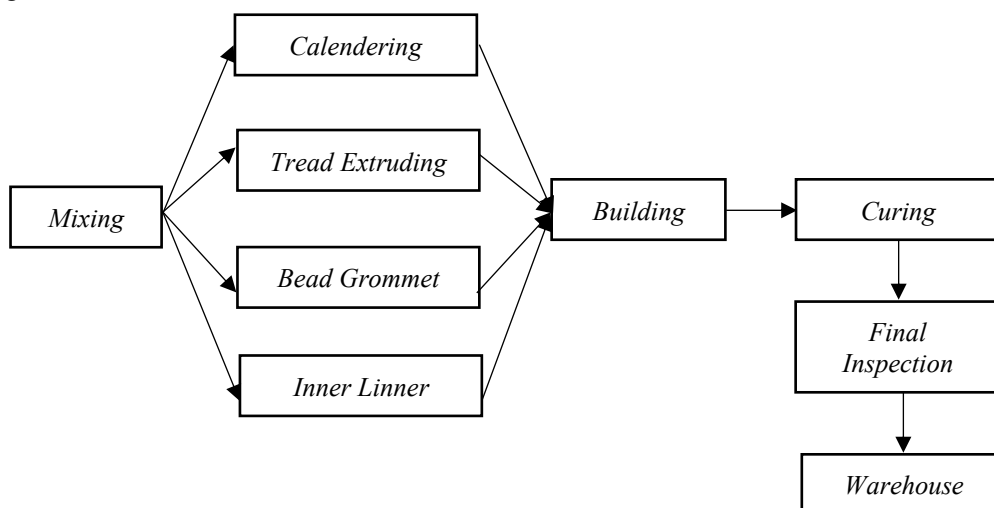 Calendering
Tread Extruding
Mixing
Building
Curing
Bead Grommet
Final
Inspection
Inner Linner
Warehouse